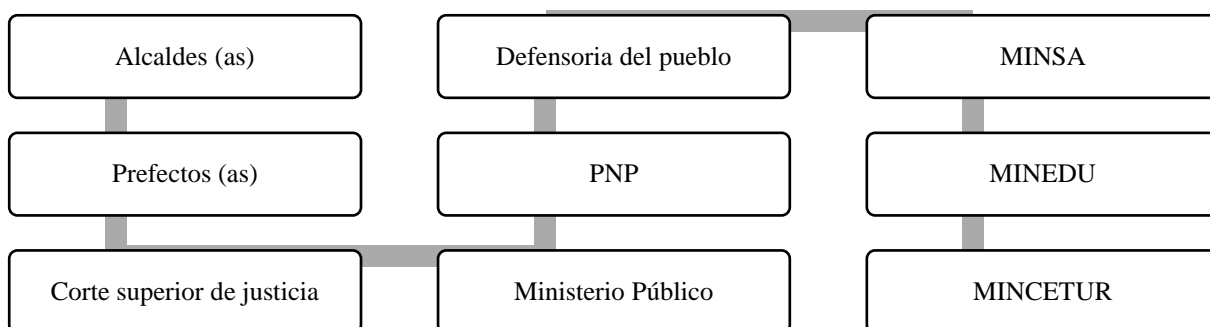 Alcaldes (as)
Prefectos (as)
Corte superior de justicia
Ministerio Público
PNP
Defensoria del pueblo
MINSA
MINEDU
MINCETUR